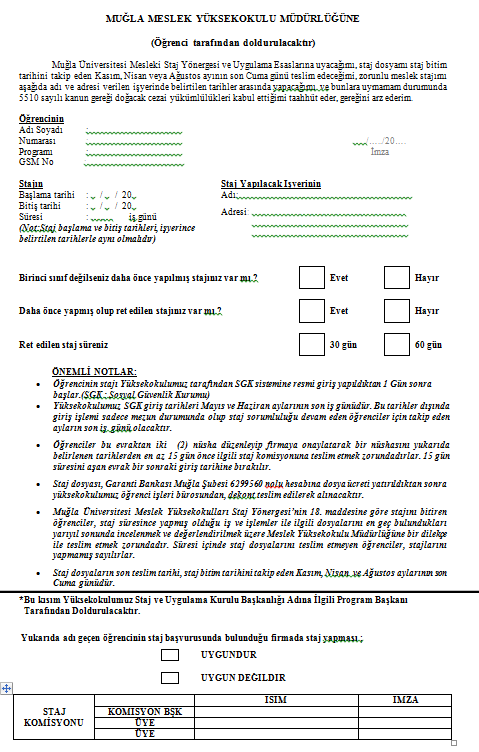 MUĞLA MESLEK YÜKSEKOKULU MÜDÜRLÜĞÜNE
(Öğrenci tarafından doldurulacaktır)
Muğla Üniversitesi Mesleki Staj Yönergesi ve Uygulama Esaslarına uyacağımı, staj dosyamı staj bitim
tarihini takip eden Kasım, Nisan veya Ağustos ayının son Cuma günü teslim edeceğimi, zorunlu meslek stajımı
aşağıda adı ve adresi verilen işyerinde belirtilen tarihler arasında yapacağımı ve bunlara uymamam durumunda
5510 sayılı kanun gereği doğacak cezai yükümlülükleri kabul ettiğimi taahhüt eder, gereğini arz ederim.
Öğrencinin
Adı Soyadı :
Numarası : ..../...../20....
Programı : İmza
GSM No :
Stajın Staj Yapılacak İşyerinin
Başlama tarihi : . / . / 20. Adı:
Bitiş tarihi : . / . / 20. Adresi:
Süresi : ...... iş günü
(Not:Staj başlama ve bitiş tarihleri, işyerince
belirtilen tarihlerle aynı olmalıdır)
Birinci sınıf değilseniz daha önce yapılmış stajınız var mı.? Evet Hayır
Daha önce yapmış olup ret edilen stajınız var mı.? Evet Hayır
Ret edilen staj süreniz 30 gün 60 gün
ÖNEMLİ NOTLAR:
• Öğrencinin stajı Yüksekokulumuz tarafından SGK sistemine resmi giriş yapıldıktan 1 Gün sonra
başlar.(SGK : Sosyal Güvenlik Kurumu)
• Yüksekokulumuz SGK giriş tarihleri Mayıs ve Haziran aylarının son iş günüdür. Bu tarihler dışında
giriş işlemi sadece mezun durumunda olup staj sorumluluğu devam eden öğrenciler için takip eden
ayların son iş günü olacaktır.
• Öğrenciler bu evraktan iki (2) nüsha düzenleyip firmaya onaylatarak bir nüshasını yukarıda
belirlenen tarihlerden en az 15 gün önce ilgili staj komisyonuna teslim etmek zorundadırlar. 15 gün
süresini aşan evrak bir sonraki giriş tarihine bırakılır.
• Staj dosyası, Garanti Bankası Muğla Şubesi 6299560 nolu hesabına dosya ücreti yatırıldıktan sonra
yüksekokulumuz öğrenci işleri bürosundan, dekont teslim edilerek alınacaktır.
• Muğla Üniversitesi Meslek Yüksekokulları Staj Yönergesi'nin 18. maddesine göre stajını bitiren
öğrenciler, staj süresince yapmış olduğu iş ve işlemler ile ilgili dosyalarını en geç bulundukları
yarıyıl sonunda incelenmek ve değerlendirilmek üzere Meslek Yüksekokulu Müdürlüğüne bir dilekçe
ile teslim etmek zorundadır. Süresi içinde staj dosyalarını teslim etmeyen öğrenciler, stajlarını
yapmamış sayılırlar.
• Staj dosyaların son teslim tarihi, staj bitim tarihini takip eden Kasım, Nisan ve Ağustos aylarının son
Cuma günüdür.
*Bu kısım Yüksekokulumuz Staj ve Uygulama Kurulu Başkanlığı Adına İlgili Program Başkanı
Tarafından Doldurulacaktır.
Yukarıda adı geçen öğrencinin staj başvurusunda bulunduğu firmada staj yapması ;
UYGUNDUR
UYGUN DEĞİLDIR
STAJ KOMİSYONU ISIM IMZA
KOMİSYON BŞK
ÜYE
ÜYE